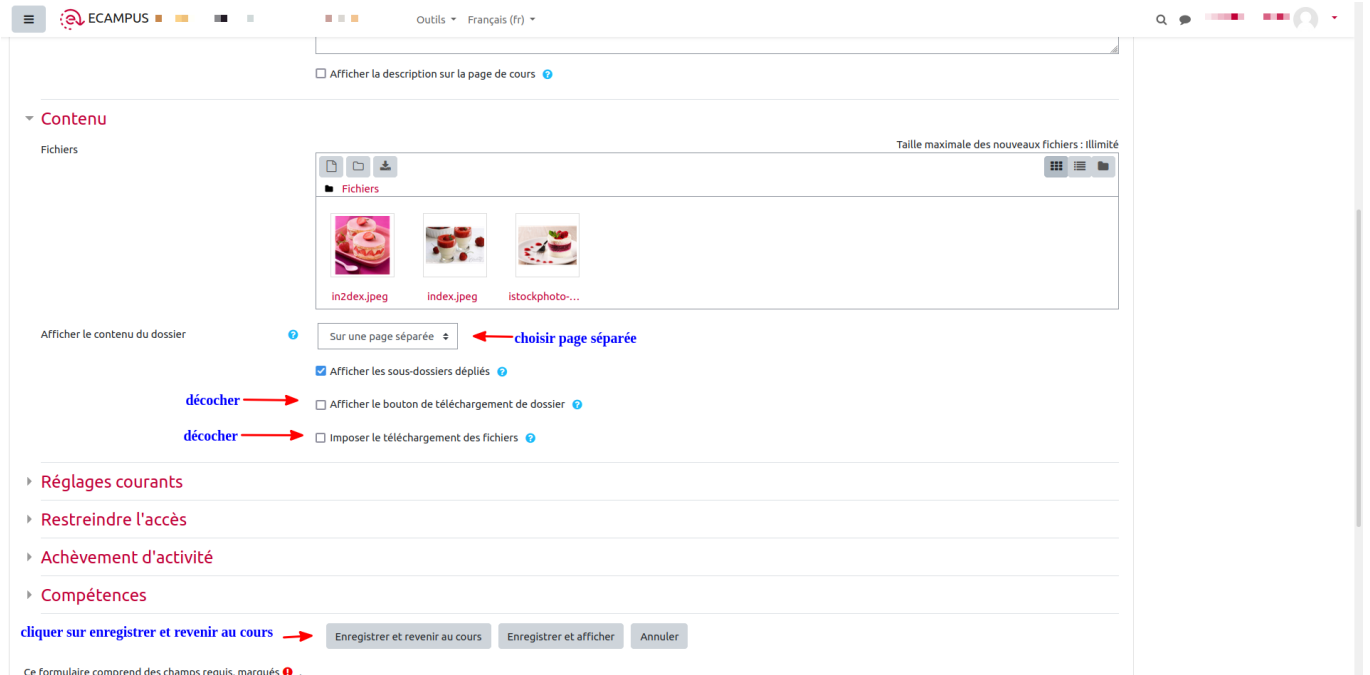 ECAMPUS
Outils
Français (fr)
Afficher la description sur la page de cours
Contenu
Fichiers
Taille maximale des nouveaux fichiers : Illimité
Fichiers
in2dex.jpeg
index.jpeg
istockphoto-...
Afficher le contenu du dossier
Sur une page séparée
choisir page séparée
Afficher les sous-dossiers dépliés
décocher
Afficher le bouton de téléchargement de dossier
décocher
Imposer le téléchargement des fichiers
Réglages courants
Restreindre l'accès
Achèvement d'activité
Compétences
cliquer sur enregistrer et revenir au cours
Enregistrer et revenir au cours
Enregistrer et afficher
Annuler
Ce formulaire comprend des champs requis, marqués